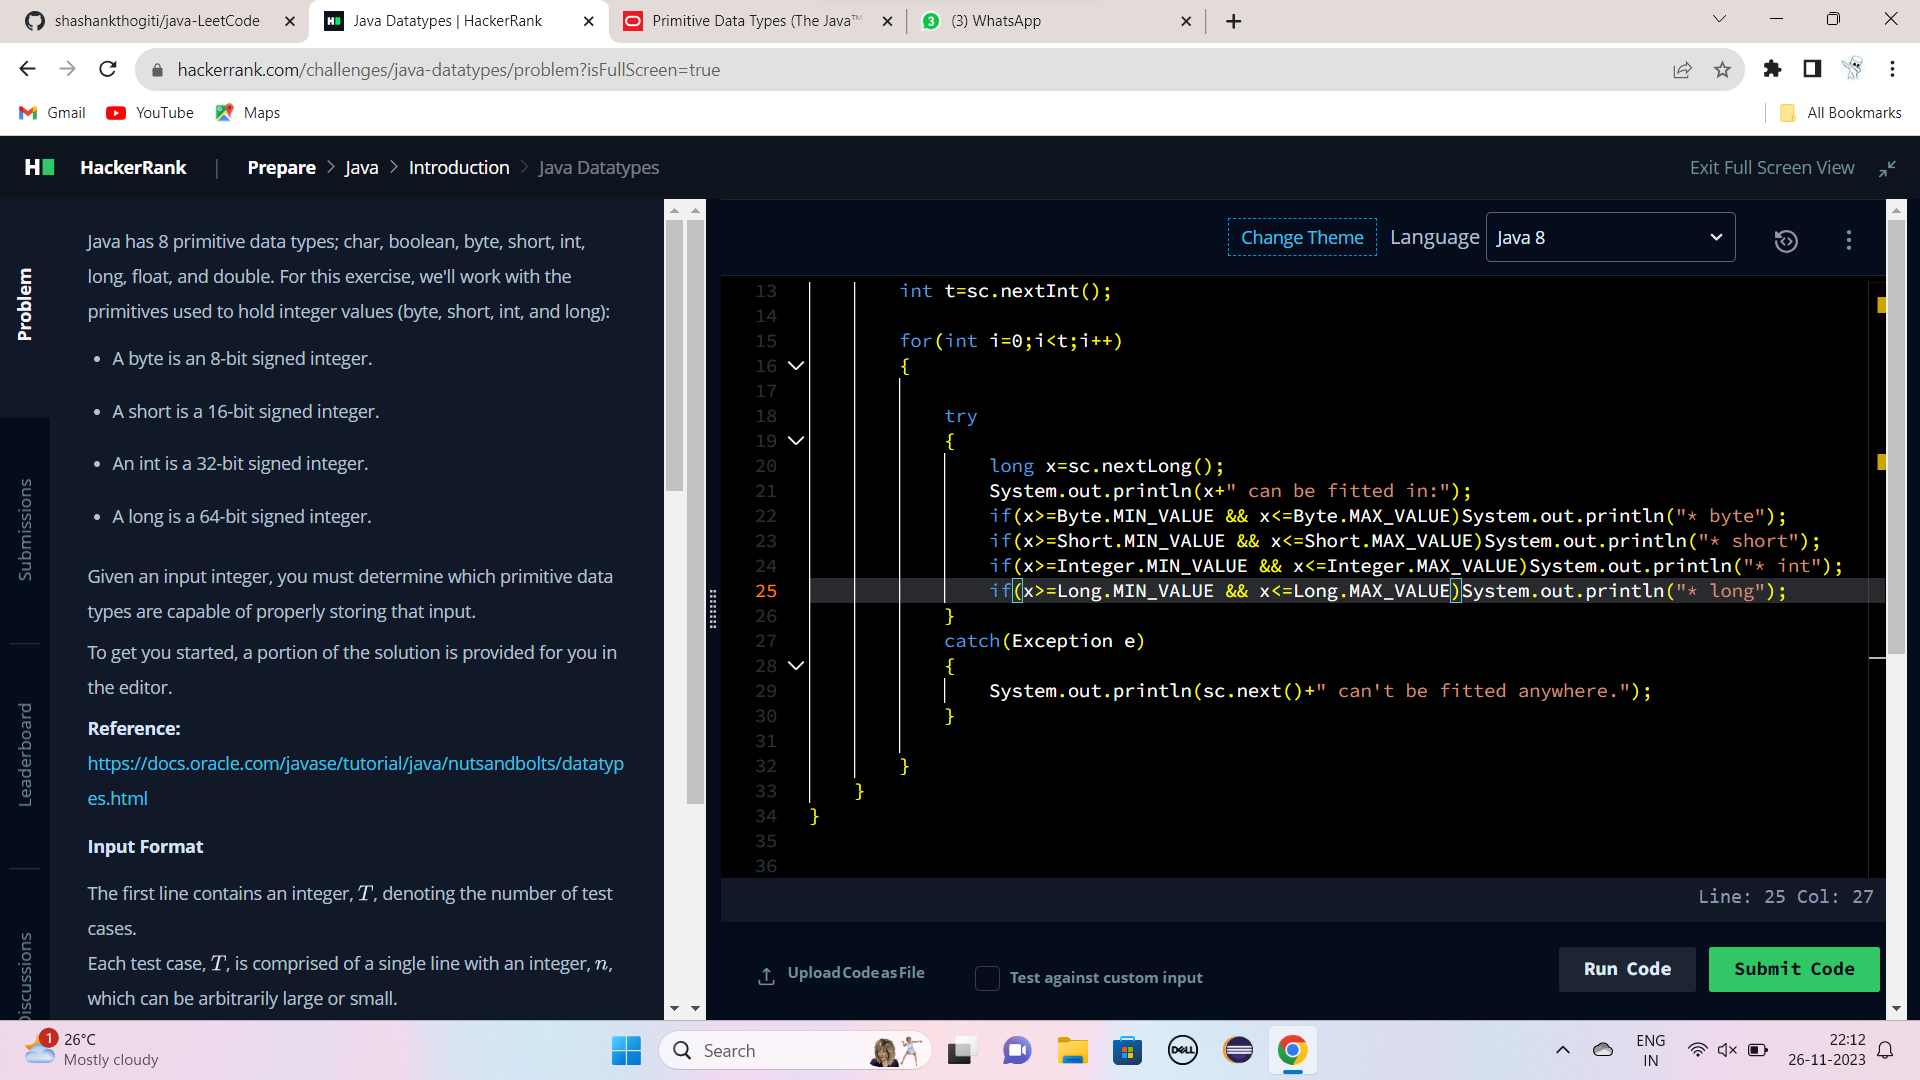 shashankthogiti/java-LeetCode
Java Datatypes | HackerRank
Primitive Data Types (The Java™
(3) WhatsApp
hackerrank.com/challenges/java-datatypes/problem?isFullScreen=true
Gmail
YouTube
Maps
All Bookmarks
HackerRank
Prepare > Java > Introduction > Java Datatypes
Exit Full Screen View
Problem
Submissions
Leaderboard
Discussions
Java has 8 primitive data types; char, boolean, byte, short, int,
long, float, and double. For this exercise, we'll work with the
primitives used to hold integer values (byte, short, int, and long):
• A byte is an 8-bit signed integer.
• A short is a 16-bit signed integer.
• An int is a 32-bit signed integer.
• A long is a 64-bit signed integer.
Given an input integer, you must determine which primitive data
types are capable of properly storing that input.
To get you started, a portion of the solution is provided for you in
the editor.
Reference:
https://docs.oracle.com/javase/tutorial/java/nutsandbolts/datatyp
es.html
Input Format
The first line contains an integer, T, denoting the number of test
cases.
Each test case, T, is comprised of a single line with an integer, n,
which can be arbitrarily large or small.
Change Theme
Language
Java 8
13 int t=sc.nextInt();
14
15 for(int i=0;i<t;i++)
16 {
17
18 try
19 {
20 long x=sc.nextLong();
21 System.out.println(x+" can be fitted in:");
22 if(x>=Byte.MIN_VALUE && x<=Byte.MAX_VALUE)System.out.println("* byte");
23 if(x>=Short.MIN_VALUE && x<=Short.MAX_VALUE)System.out.println("* short");
24 if(x>=Integer.MIN_VALUE && x<=Integer.MAX_VALUE)System.out.println("* int");
25 if(x>=Long.MIN_VALUE && x<=Long.MAX_VALUE)System.out.println("* long");
26 }
27 catch(Exception e)
28 {
29 System.out.println(sc.next()+" can't be fitted anywhere.");
30 }
31
32 }
33 }
34 }
35
36
Line: 25 Col: 27
Upload Code as File
Test against custom input
Run Code
Submit Code
1
26°C
Mostly cloudy
Search
DELL
ENG
IN
22:12
26-11-2023